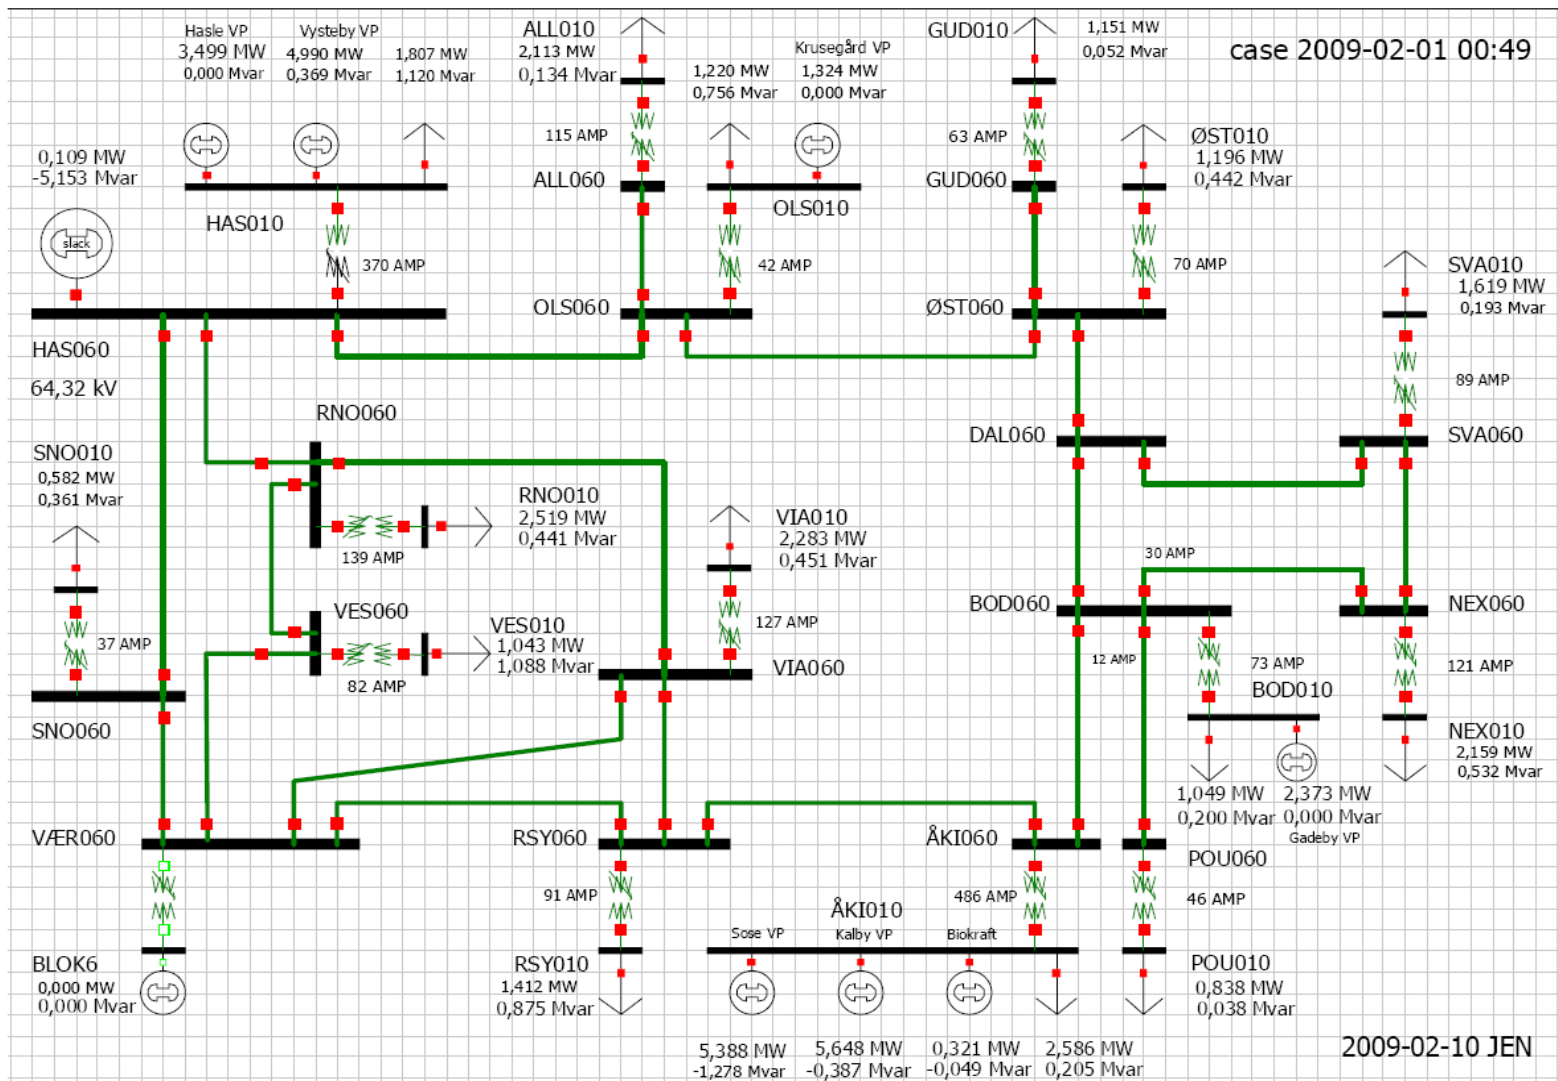 case 2009-02-01 00:49
Hasle VP
3,499 MW
0,000 Mvar
Vysteby VP
4,990 MW
0,369 Mvar
1,807 MW
1,120 Mvar
ALL010
2,113 MW
0,134 Mvar
115 AMP
ALL060
1,220 MW
0,756 Mvar
Krusegård VP
1,324 MW
0,000 Mvar
OLS010
42 AMP
OLS060
GUD010
1,151 MW
0,052 Mvar
63 AMP
GUD060
ØST010
1,196 MW
0,442 Mvar
70 AMP
ØST060
0,109 MW
-5,153 Mvar
slack
HAS010
370 AMP
HAS060
64,32 kV
SVA010
1,619 MW
0,193 Mvar
89 AMP
SVA060
DAL060
RNO060
RNO010
2,519 MW
0,441 Mvar
139 AMP
SNO010
0,582 MW
0,361 Mvar
37 AMP
SNO060
VES060
VES010
1,043 MW
1,088 Mvar
82 AMP
VIA010
2,283 MW
0,451 Mvar
127 AMP
VIA060
30 AMP
BOD060
NEX060
12 AMP
73 AMP
BOD010
121 AMP
NEX010
2,159 MW
0,532 Mvar
1,049 MW
0,200 Mvar
2,373 MW
0,000 Mvar
Gadeby VP
VÆR060
RSY060
ÅKI060
POU060
91 AMP
486 AMP
46 AMP
ÅKI010
Sose VP
Kalby VP
Biokraft
BLOK6
0,000 MW
0,000 Mvar
RSY010
1,412 MW
0,875 Mvar
POU010
0,838 MW
0,038 Mvar
5,388 MW
-1,278 Mvar
5,648 MW
-0,387 Mvar
0,321 MW
-0,049 Mvar
2,586 MW
0,205 Mvar
2009-02-10 JEN